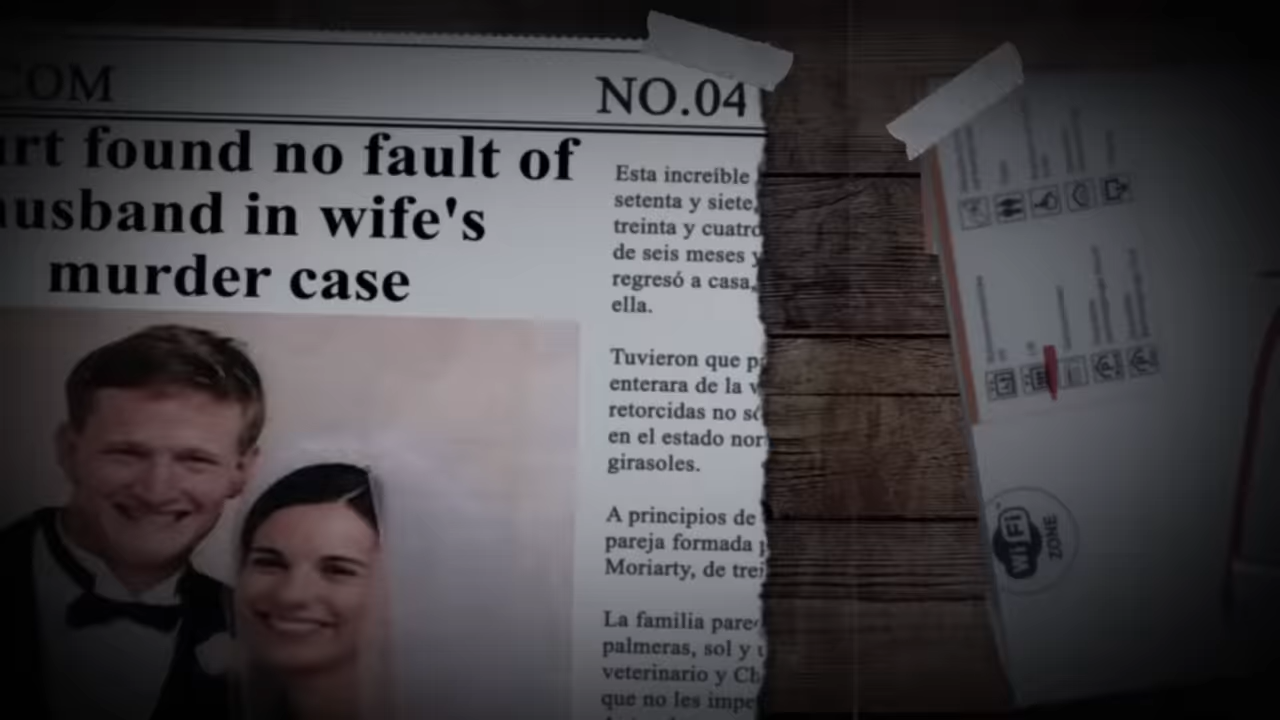 COM
NO.04
urt found no fault of
husband in wife's
murder case
Esta increíble
setenta y siete,
treinta y cuatro
de seis meses y
regresó a casa,
ella.
Tuvieron que p
enterara de la v
retorcidas no só
en el estado nor
girasoles.
A principios de
pareja formada p
Moriarty, de trei
La familia pare
palmeras, sol y u
veterinario y Ch
que no les impe
WiFi
ZONE